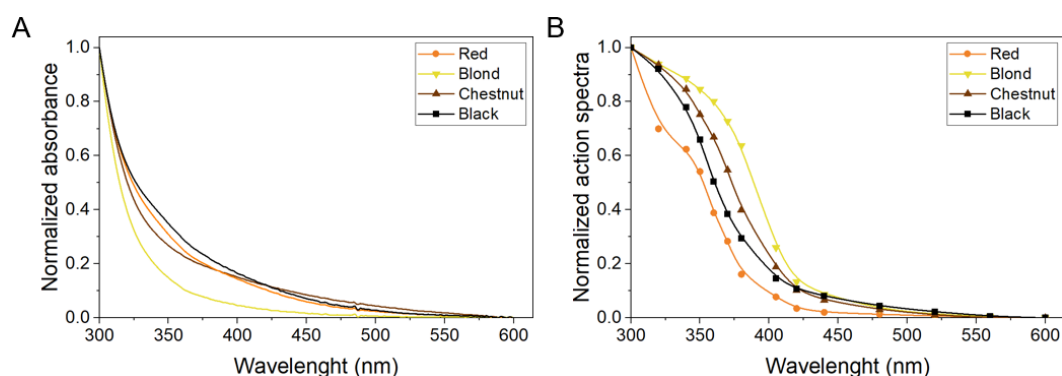 A
Normalized absorbance
1.0
0.8
0.6
0.4
0.2
0.0
300
350
400
450
500
550
600
Wavelenght (nm)
Red
Blond
Chestnut
Black
B
Normalized action spectra
1.0
0.8
0.6
0.4
0.2
0.0
300
350
400
450
500
550
600
Wavelenght (nm)
Red
Blond
Chestnut
Black